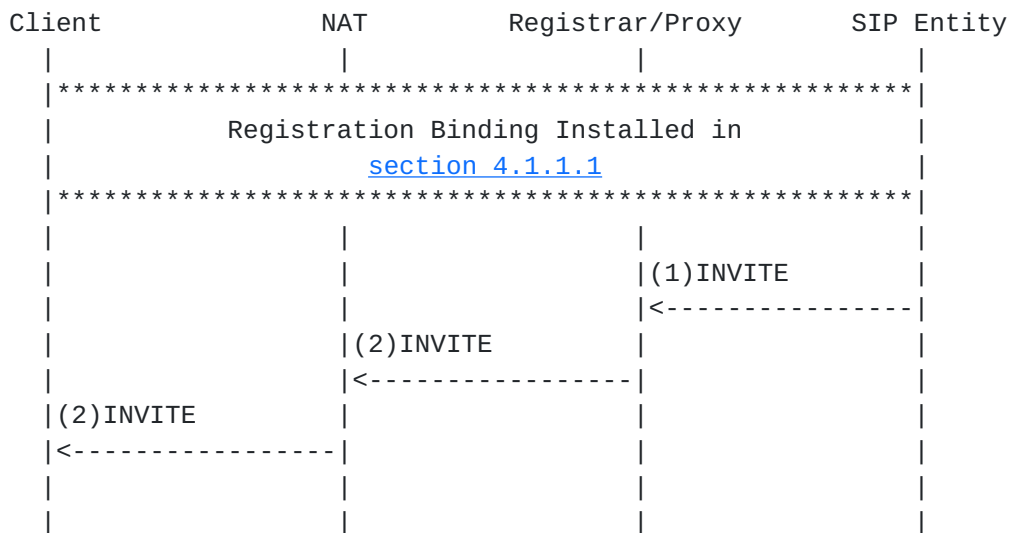 Client NAT Registrar/Proxy SIP Entity
| | | |
|*******************************************************|
| Registration Binding Installed in |
| section 4.1.1.1 |
|*******************************************************|
| | | |
| | |(1)INVITE |
| | |<----------------|
| |(2)INVITE | |
| |<-----------------| |
|(2)INVITE | | |
|<-----------------| | |
| | | |
| | | |